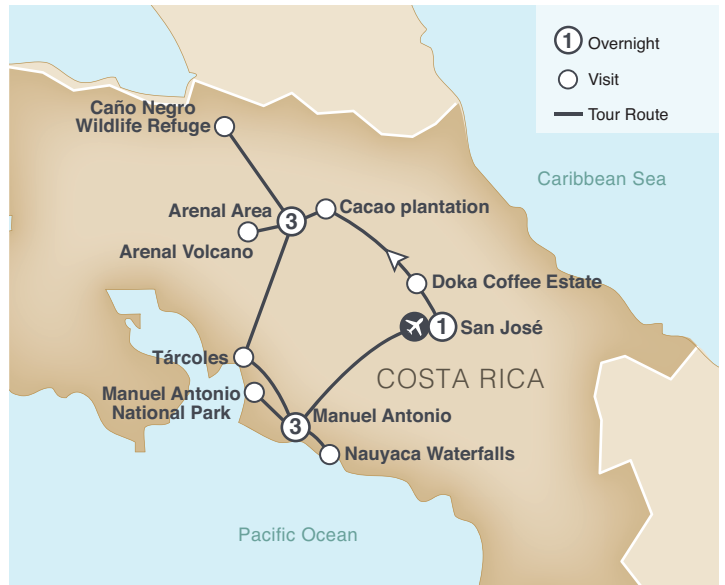 1 Overnight
Visit
Tour Route
Caño Negro
Wildlife Refuge
Caribbean Sea
Arenal Area
3
Cacao plantation
Arenal Volcano
Doka Coffee Estate
1
San José
Tárcoles
COSTA RICA
Manuel Antonio
National Park
3
Manuel Antonio
Nauyaca Waterfalls
Pacific Ocean